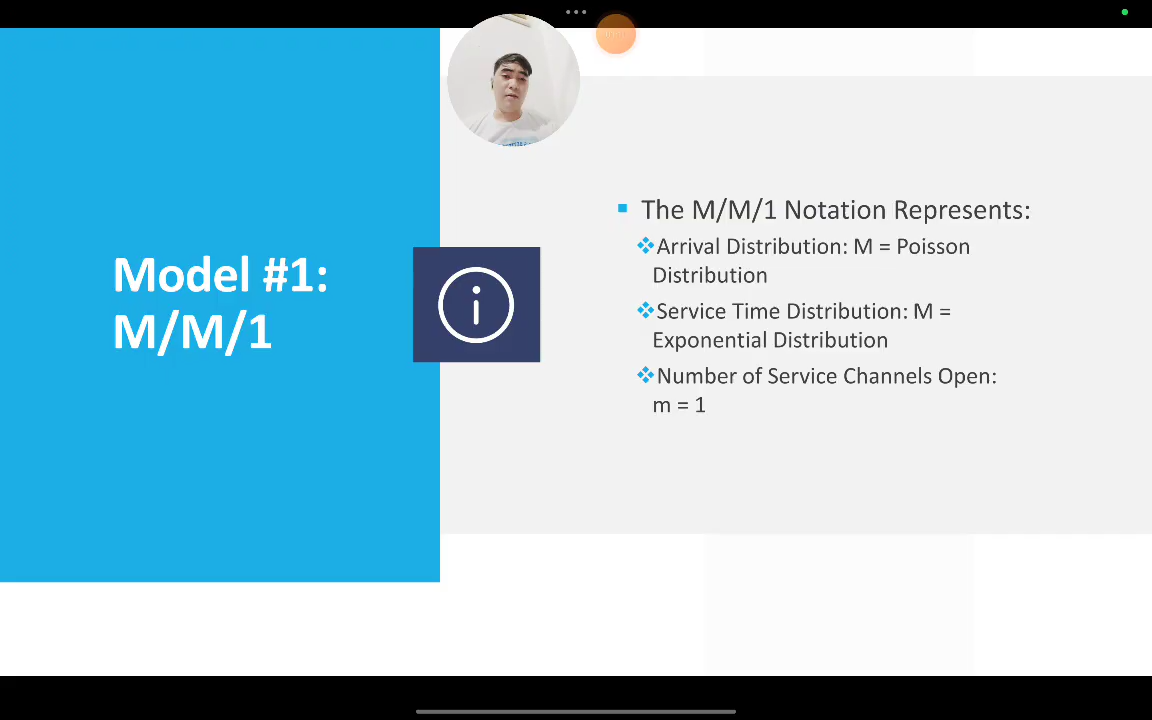 Model #1:
M/M/1
The M/M/1 Notation Represents:
Arrival Distribution: M = Poisson
Distribution
Service Time Distribution: M =
Exponential Distribution
Number of Service Channels Open:
m = 1